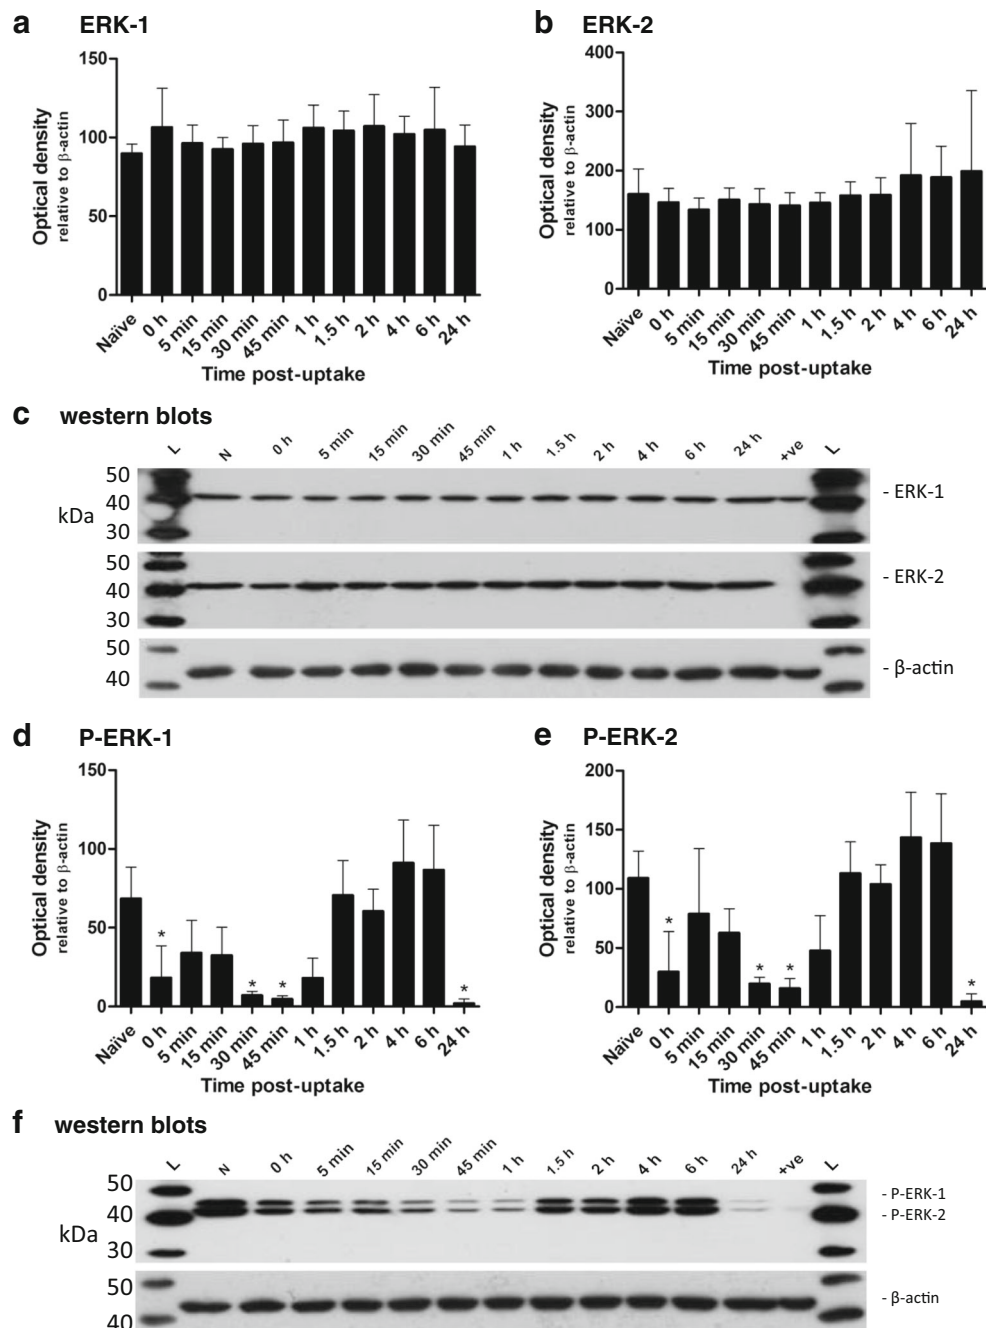 a ERK-1
150
100
50
0
Optical density
relative to β-actin
Naïve 0 h 5 min 15 min 30 min 45 min 1 h 1.5 h 2 h 4 h 6 h 24 h
Time post-uptake
b ERK-2
400
300
200
100
0
Optical density
relative to β-actin
Naïve 0 h 5 min 15 min 30 min 45 min 1 h 1.5 h 2 h 4 h 6 h 24 h
Time post-uptake
c western blots
L N 0 h 5 min 15 min 30 min 45 min 1 h 1.5 h 2 h 4 h 6 h 24 h +ve L
50
40
30
kDa
- ERK-1
50
40
30
- ERK-2
50
40
- β-actin
d P-ERK-1
150
100
50
0
Optical density
relative to β-actin
* * * *
Naïve 0 h 5 min 15 min 30 min 45 min 1 h 1.5 h 2 h 4 h 6 h 24 h
Time post-uptake
e P-ERK-2
200
150
100
50
0
Optical density
relative to β-actin
* * * *
Naïve 0 h 5 min 15 min 30 min 45 min 1 h 1.5 h 2 h 4 h 6 h 24 h
Time post-uptake
f western blots
L N 0 h 5 min 15 min 30 min 45 min 1 h 1.5 h 2 h 4 h 6 h 24 h +ve L
50
40
30
kDa
- P-ERK-1
- P-ERK-2
50
40
- β-actin